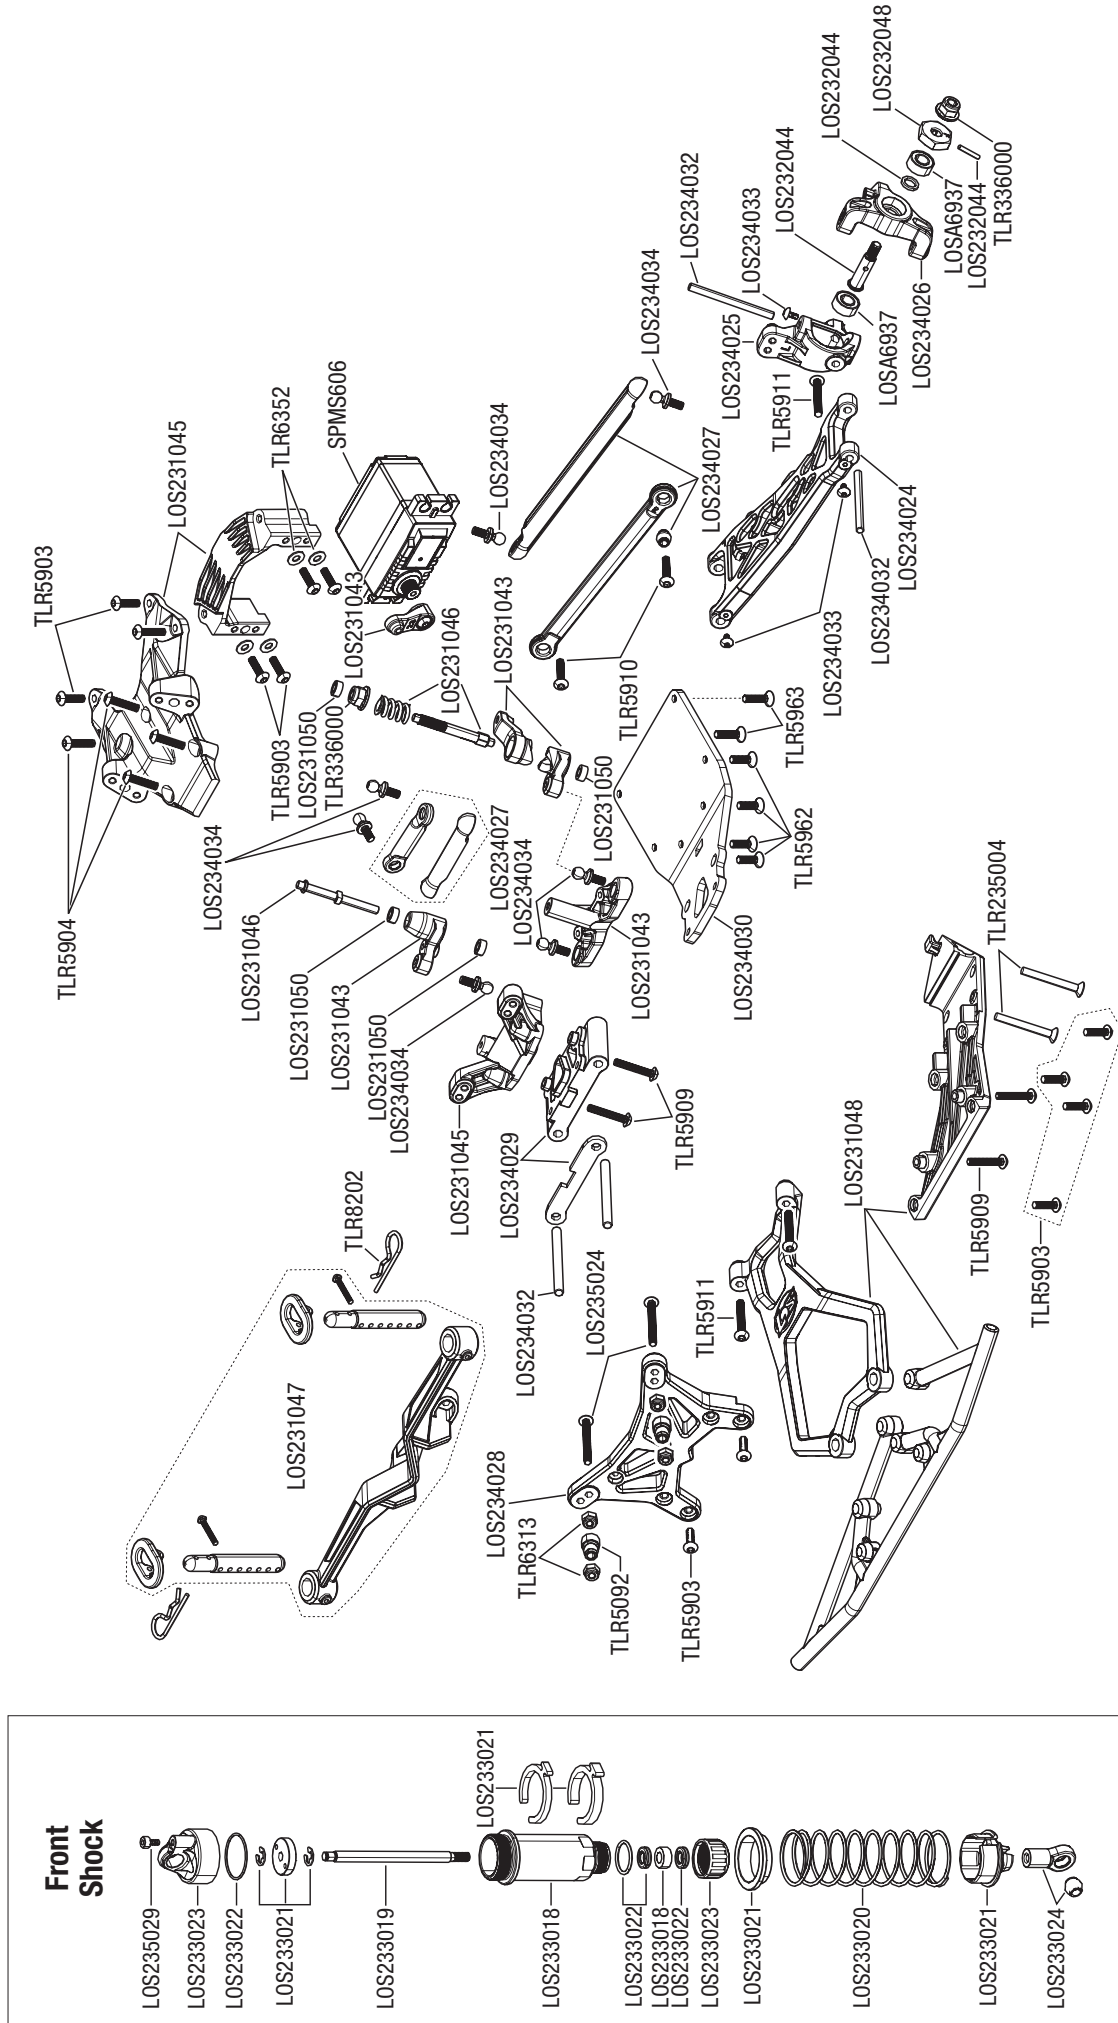 TLR5904
TLR5903
LOS231045
TLR6352
SPMS606
LOS234034
LOS231043
LOS231046
LOS231043
TLR5903
LOS231050
TLR336000
LOS234034
LOS231046
LOS231050
LOS231043
LOS231050
LOS234034
LOS234027
LOS234034
LOS231043
LOS231050
LOS234034
LOS234027
TLR5910
LOS234032
LOS234033
LOS232044
LOS232044
LOS232048
LOS234025
TLR5911
LOSA6937
LOS234026
LOSA6937
LOS232044
TLR336000
LOS234024
LOS234032
LOS234033
TLR5963
TLR5962
LOS234030
LOS231045
LOS234029
TLR5909
TLR8202
LOS231047
LOS234032
LOS235024
LOS234028
TLR6313
TLR5092
TLR5903
TLR5911
LOS231048
TLR235004
TLR5909
TLR5903
L
Front
Shock
LOS235029
LOS233023
LOS233022
LOS233021
LOS233019
LOS233021
LOS233018
LOS233022
LOS233018
LOS233022
LOS233023
LOS233021
LOS233020
LOS233021
LOS233024